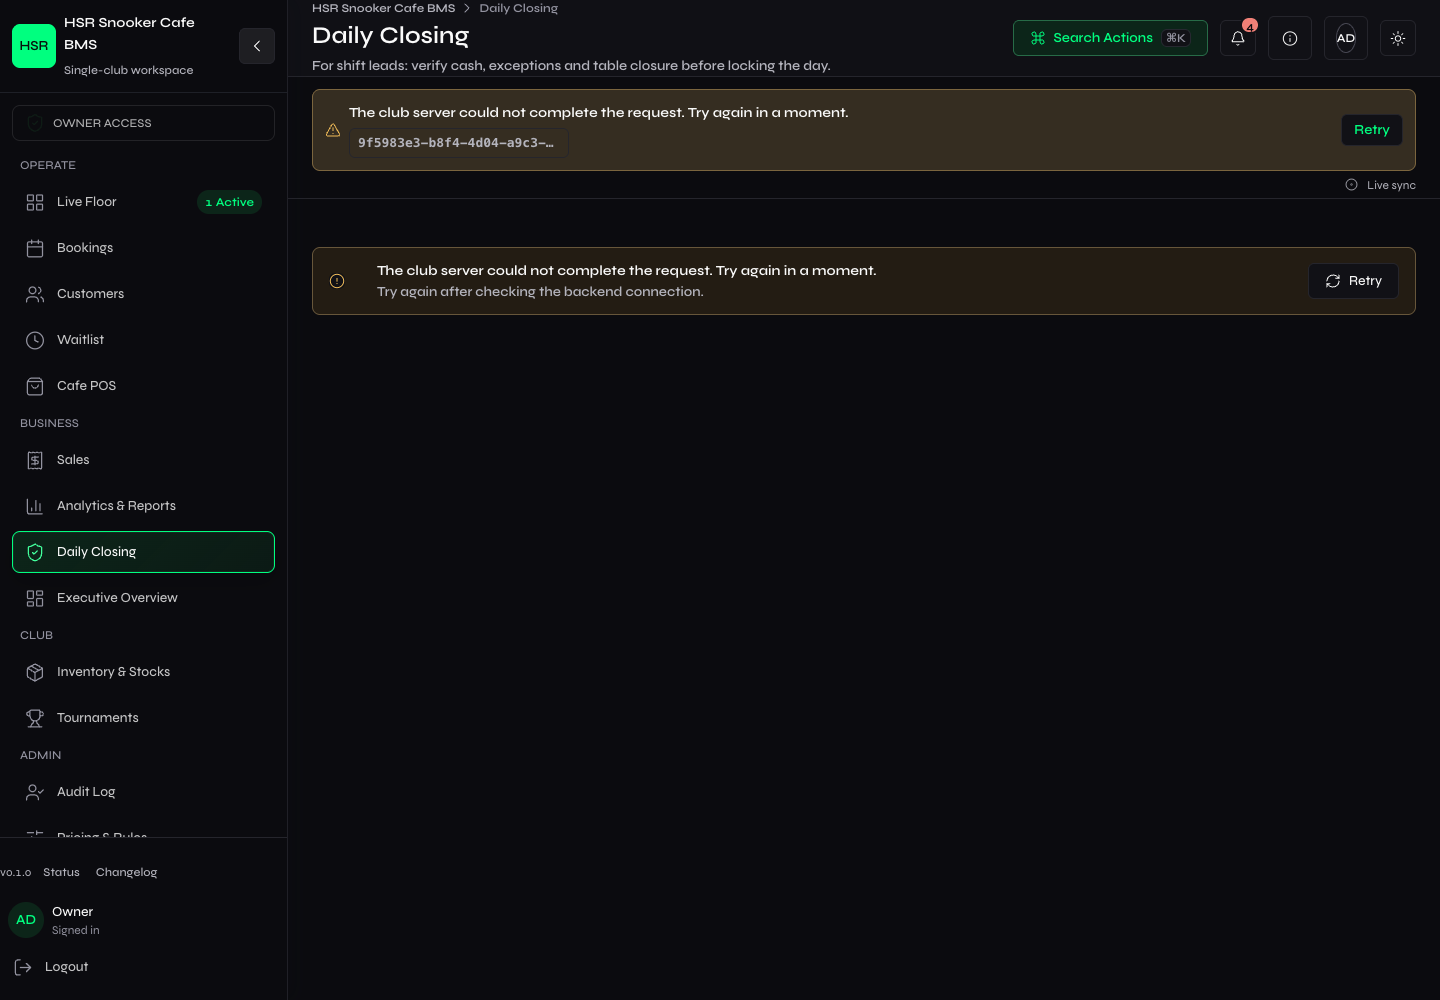 HSR
HSR Snooker Cafe
BMS
Single-club workspace
OWNER ACCESS
OPERATE
Live Floor
1 Active
Bookings
Customers
Waitlist
Cafe POS
BUSINESS
Sales
Analytics & Reports
Daily Closing
Executive Overview
CLUB
Inventory & Stocks
Tournaments
ADMIN
Audit Log
Pricing & Rules
v0.1.0 Status Changelog
AD
Owner
Signed in
Logout
HSR Snooker Cafe BMS > Daily Closing
Daily Closing
For shift leads: verify cash, exceptions and table closure before locking the day.
Search Actions ⌘K
4
AD
The club server could not complete the request. Try again in a moment.
9f5983e3-b8f4-4d04-a9c3-…
Retry
Live sync
The club server could not complete the request. Try again in a moment.
Try again after checking the backend connection.
Retry